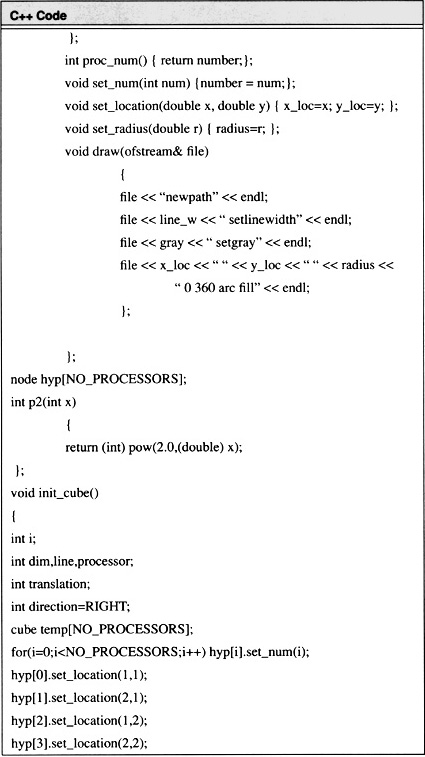 C++ Code
};
int proc_num() { return number;};
void set_num(int num) {number = num;};
void set_location(double x, double y) { x_loc=x; y_loc=y; };
void set_radius(double r) { radius=r; };
void draw(ofstream& file)
{
file << “newpath” << endl;
file << line_w << “ setlinewidth” << endl;
file << gray << “ setgray” << endl;
file << x_loc << “ “ << y_loc << “ “ << radius <<
“ 0 360 arc fill” << endl;
};
};
node hyp[NO_PROCESSORS];
int p2(int x)
{
return (int) pow(2.0,(double) x);
};
void init_cube()
{
int i;
int dim,line,processor;
int translation;
int direction=RIGHT;
cube temp[NO_PROCESSORS];
for(i=0;i<NO_PROCESSORS;i++) hyp[i].set_num(i);
hyp[0].set_location(1,1);
hyp[1].set_location(2,1);
hyp[2].set_location(1,2);
hyp[3].set_location(2,2);